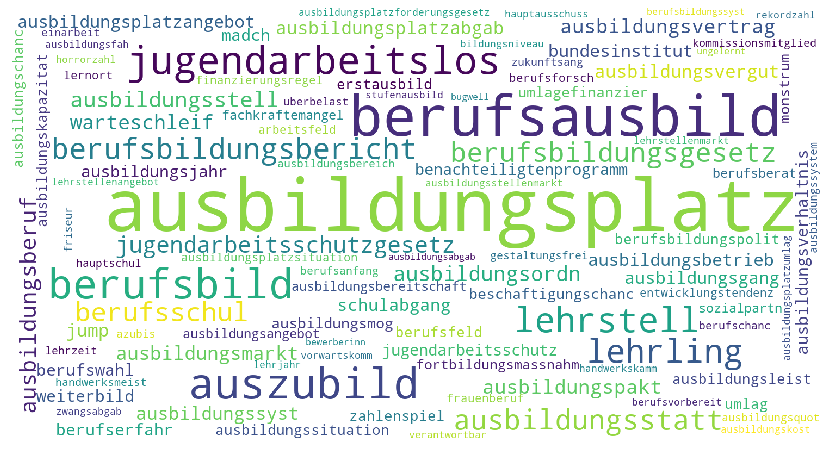 ausbildungsplatzforderungsgesetz hauptausschuss berufsbildungssyst
ausbildungsplatzangebot ausbildungsplatzabgab ausbildungsvertrag rekordzahl
einarbeit madch bildungsniveau bundesinstitut kommissionsmitglied
ausbildungsfah jugendarbeitslos ungelernt
horrorzahl zukunftsang
lernort finanzierungsregel erstausbild berufsforsch ausbildungsvergut
ausbildungsstell stufenausbild bugwell umlagefinanzier
uberbelast berufsausbild
warteschleif fachkraftemangel
arbeitsfeld
berufsbildungsbericht berufsbildungsgesetz lehrstellenmarkt
ausbildungsbereich
ausbildungsjahr benachteiligtenprogramm berufsberat
lehrstellenangebot ausbildungsstellenmarkt
ausbildungsplatz
ausbildungschanc
ausbildungskapazitat
monstrum
ausbildungsberuf
friseur
ausbildungsverhaltnis
ausbildungssystem
ausbildungsplatzumlag
jugendarbeitsschutzgesetz berufsbildungspolit
hauptschul ausbildungsplatzsituation ausbildungsabgab gestaltungsfrei ausbildungsbetrieb
berufsbild berufsanfang ausbildungsordn ausbildungsgang
ausbildungsbereitschaft beschaftigungschanc entwicklungstendenz
berufsschul schulabgang lehrstell sozialpartn
jump azubis ausbildungsangebot ausbildungsmog berufsfeld berufschanc
lehrzeit ausbildungsmarkt bewerberinn vorwartskomm jugendarbeitsschutz lehrling
berufswahl lehrjahr fortbildungsmassnahm handwerkskamm
handwerksmeist auszubild ausbildungspakt ausbildungsleist
weiterbild frauenberuf berufsvorbereit umlag
zwangsabgab ausbildungssyst zahlenspiel ausbildungsstatt ausbildungsquot
berufserfahr ausbildungssituation verantwortbar ausbildungskost